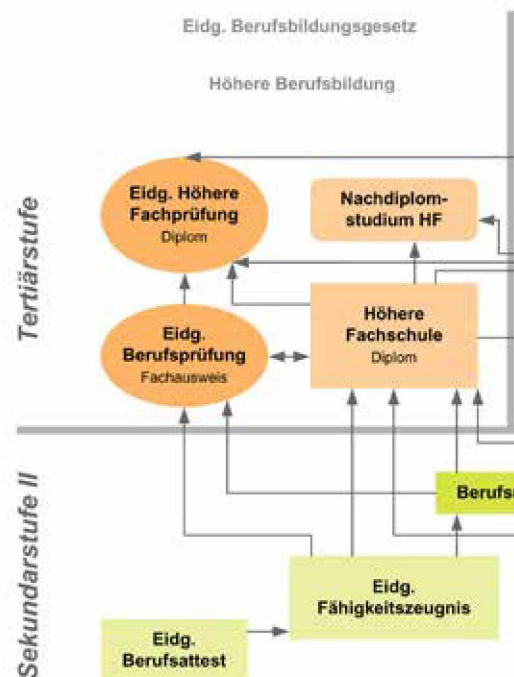 Eidg. Berufsbildungsgesetz
Höhere Berufsbildung
Tertiärstufe
Eidg. Höhere
Fachprüfung
Diplom
Nachdiplom-
studium HF
Eidg.
Berufsprüfung
Fachausweis
Höhere
Fachschule
Diplom
Sekundarstufe II
Eidg.
Fähigkeitszeugnis
Eidg.
Berufsattest